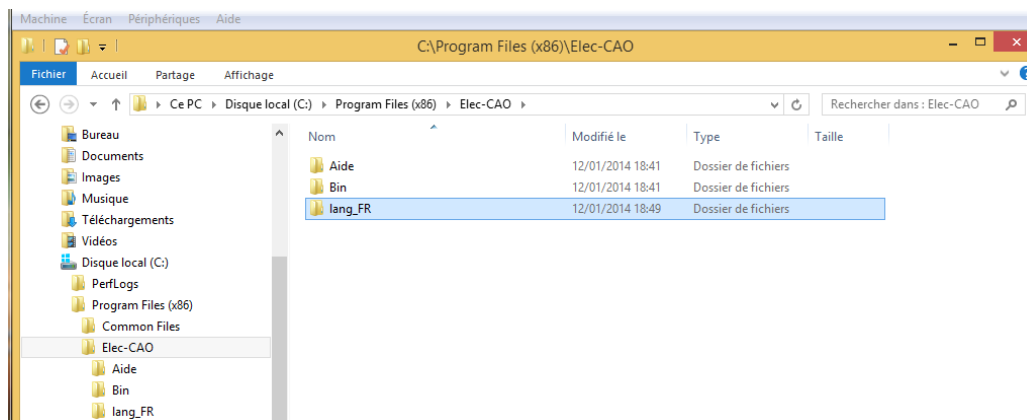 Machine Écran Périphériques Aide
C:\Program Files (x86)\Elec-CAO
Fichier Accueil Partage Affichage
Ce PC Disque local (C:) Program Files (x86) Elec-CAO Rechercher dans : Elec-CAO
Nom Modifié le Type Taille
Bureau
Documents
Images
Musique
Téléchargements
Vidéos
Disque local (C:)
PerfLogs
Program Files (x86)
Common Files
Elec-CAO
Aide
Bin
lang_FR
Aide 12/01/2014 18:41 Dossier de fichiers
Bin 12/01/2014 18:41 Dossier de fichiers
lang_FR 12/01/2014 18:49 Dossier de fichiers